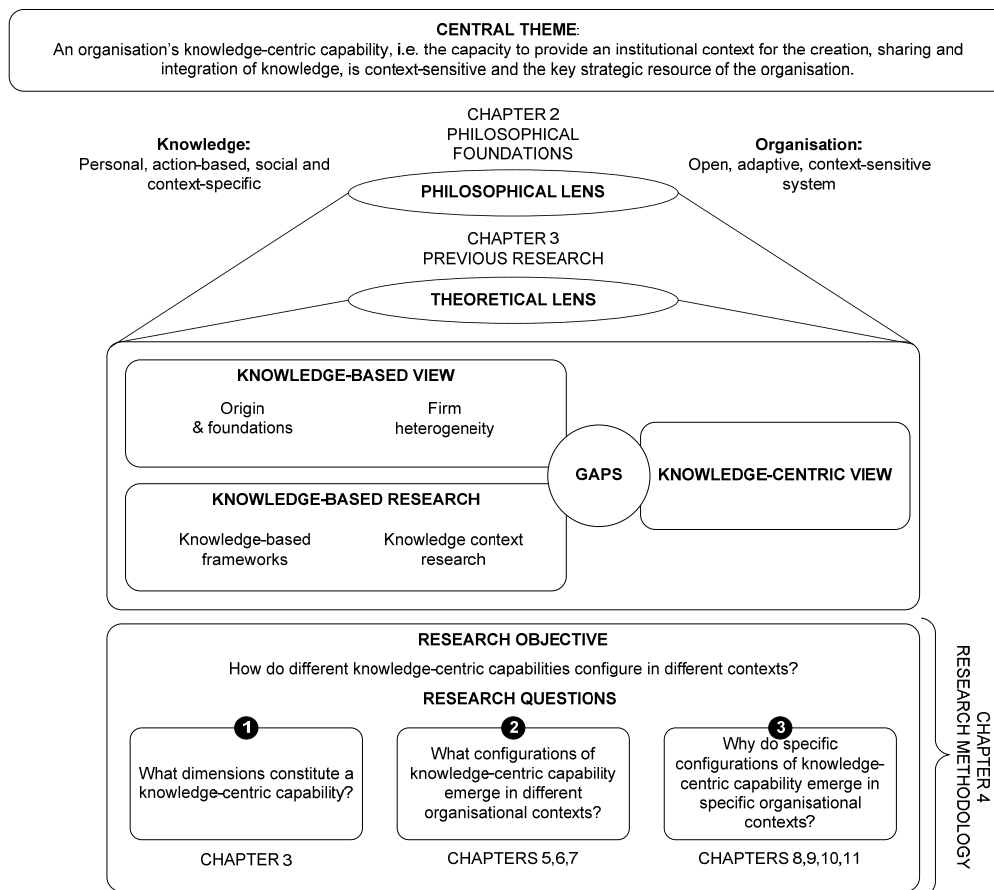 CENTRAL THEME:
An organisation's knowledge-centric capability, i.e. the capacity to provide an institutional context for the creation, sharing and
integration of knowledge, is context-sensitive and the key strategic resource of the organisation.
CHAPTER 2
PHILOSOPHICAL
FOUNDATIONS
Knowledge:
Personal, action-based, social and
context-specific
Organisation:
Open, adaptive, context-sensitive
system
PHILOSOPHICAL LENS
CHAPTER 3
PREVIOUS RESEARCH
THEORETICAL LENS
KNOWLEDGE-BASED VIEW
Origin
& foundations
Firm
heterogeneity
KNOWLEDGE-BASED RESEARCH
Knowledge-based
frameworks
Knowledge context
research
GAPS
KNOWLEDGE-CENTRIC VIEW
RESEARCH OBJECTIVE
How do different knowledge-centric capabilities configure in different contexts?
RESEARCH QUESTIONS
1
What dimensions constitute a
knowledge-centric capability?
CHAPTER 3
2
What configurations of
knowledge-centric capability
emerge in different
organisational contexts?
CHAPTERS 5,6,7
3
Why do specific
configurations of knowledge-
centric capability emerge in
specific organisational
contexts?
CHAPTERS 8,9,10,11
CHAPTER 4
RESEARCH METHODOLOGY